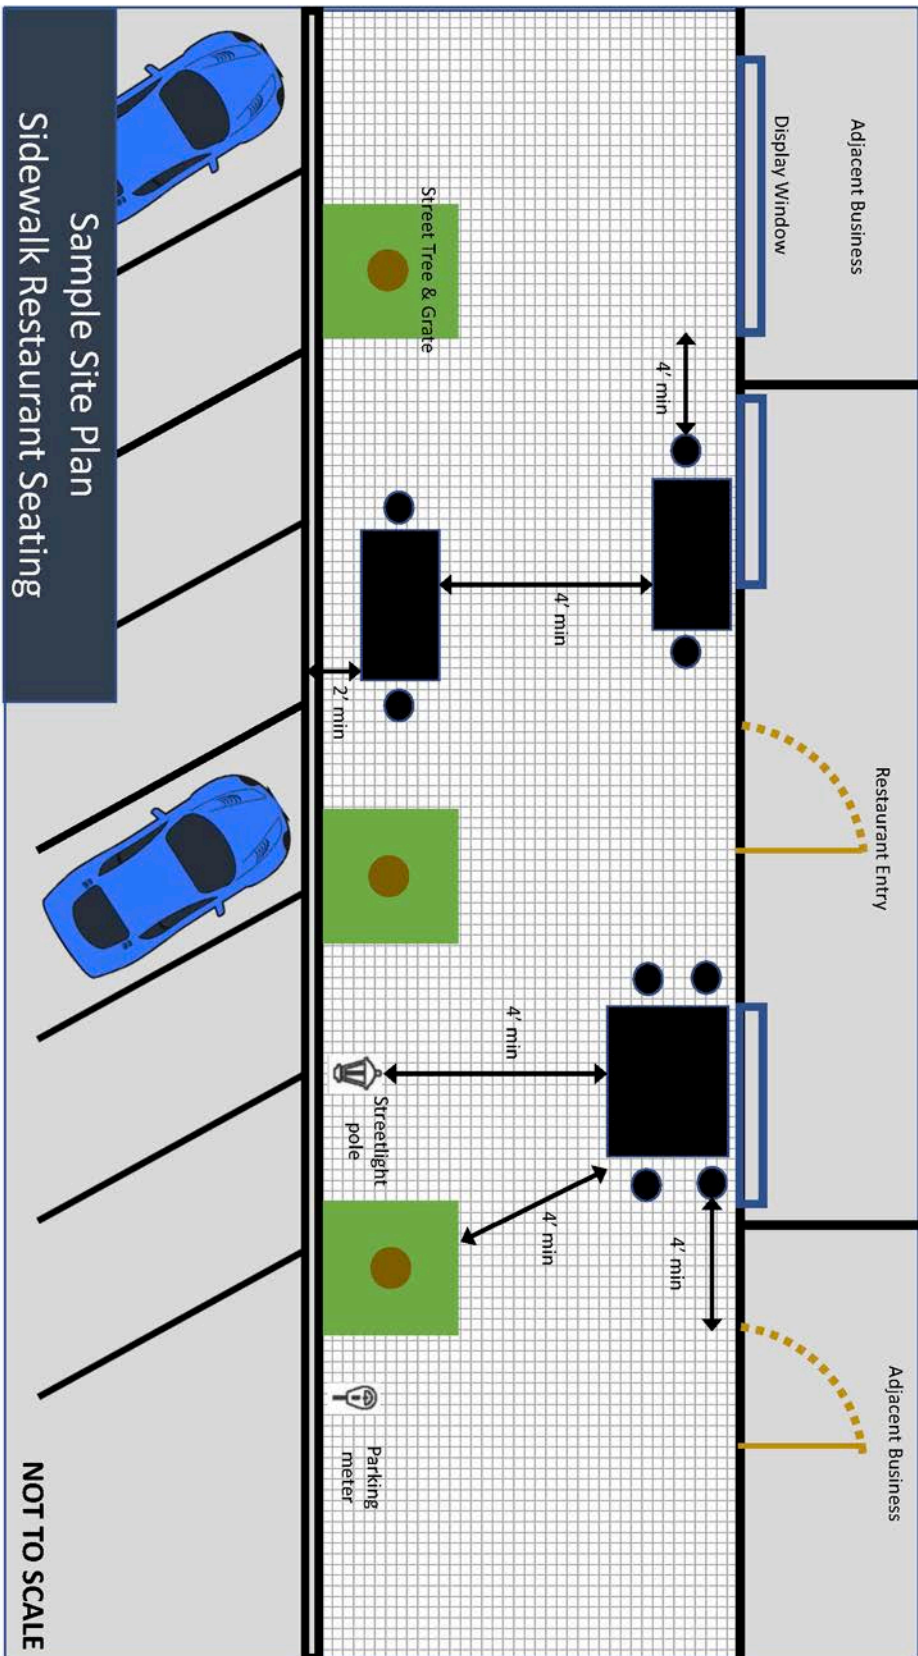 Adjacent Business
Display Window
Restaurant Entry
Adjacent Business
4’ min
4’ min
4’ min
4’ min
4’ min
2’ min
Street Tree & Grate
Streetlight
pole
Parking
meter
Sample Site Plan
Sidewalk Restaurant Seating
NOT TO SCALE